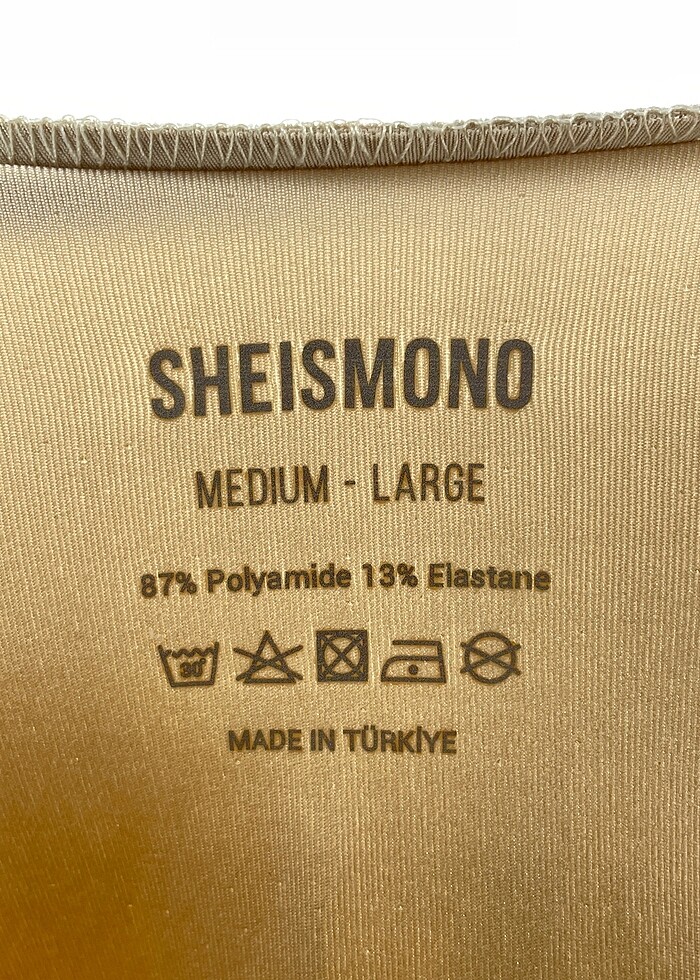 SHEISMONO
MEDIUM - LARGE
87% Polyamide 13% Elastane
30°
MADE IN TÜRKİYE